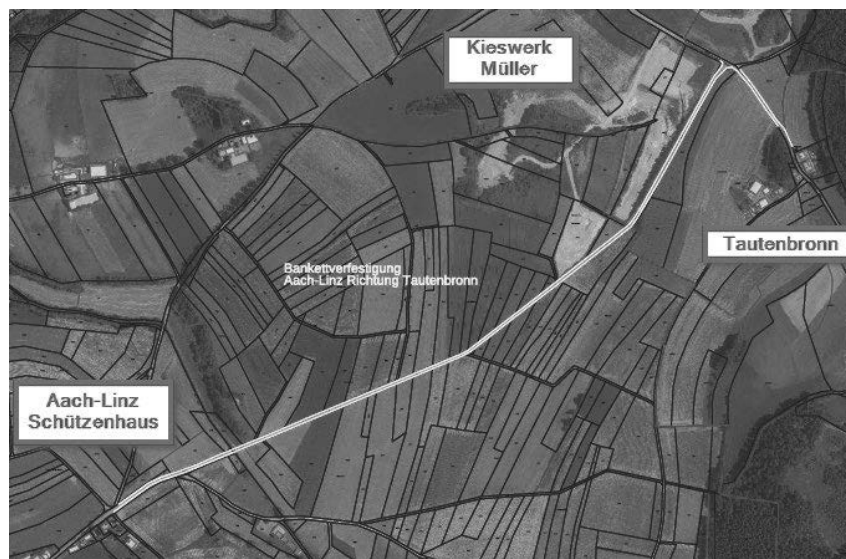 Kieswerk
Müller
Tautenbronn
Bankettverfestigung
Aach-Linz Richtung Tautenbronn
Aach-Linz
Schützenhaus